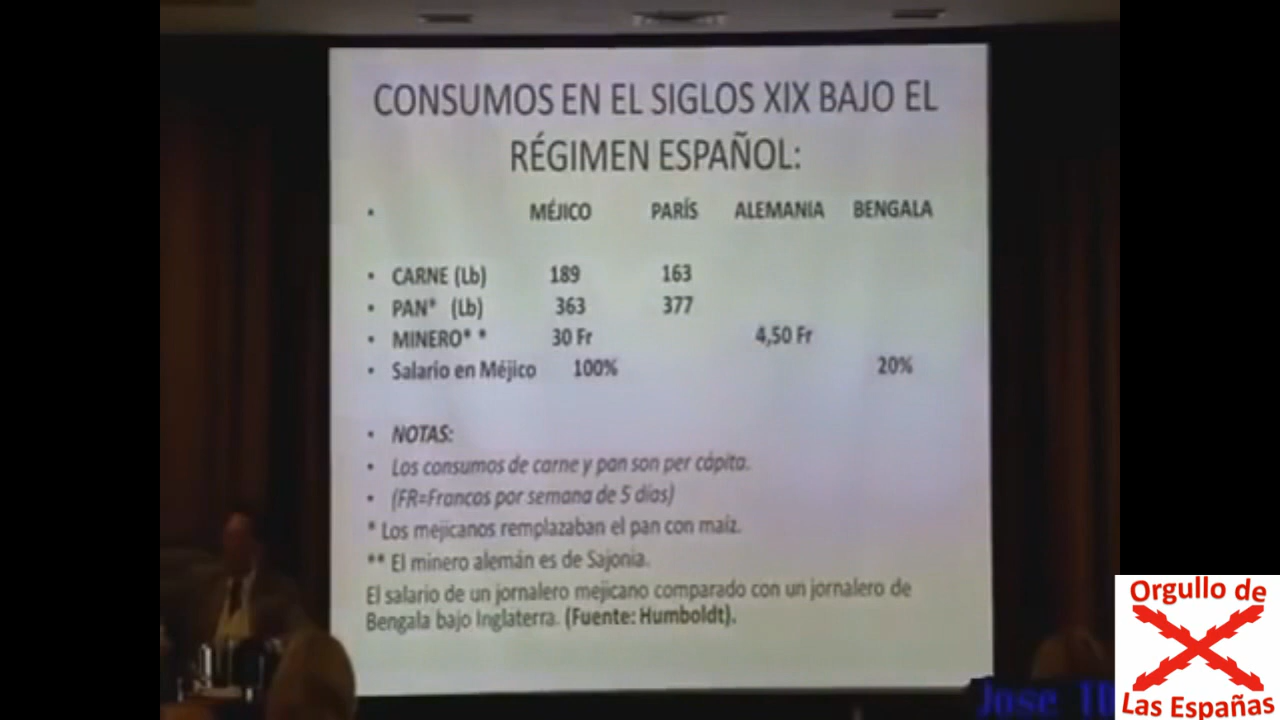 CONSUMOS EN EL SIGLOS XIX BAJO EL
RÉGIMEN ESPAÑOL:
• MÉJICO PARÍS ALEMANIA BENGALA
• CARNE (Lb) 189 163
• PAN* (Lb) 363 377
• MINERO* * 30 Fr 4,50 Fr
• Salario en Méjico 100% 20%
• NOTAS:
• Los consumos de carne y pan son per cápita.
• (FR=Francos por semana de 5 días)
* Los mejicanos remplazaban el pan con maíz.
** El minero alemán es de Sajonia.
El salario de un jornalero mejicano comparado con un jornalero de
Bengala bajo Inglaterra. (Fuente: Humboldt).
Orgullo de
Las Españas
Jose